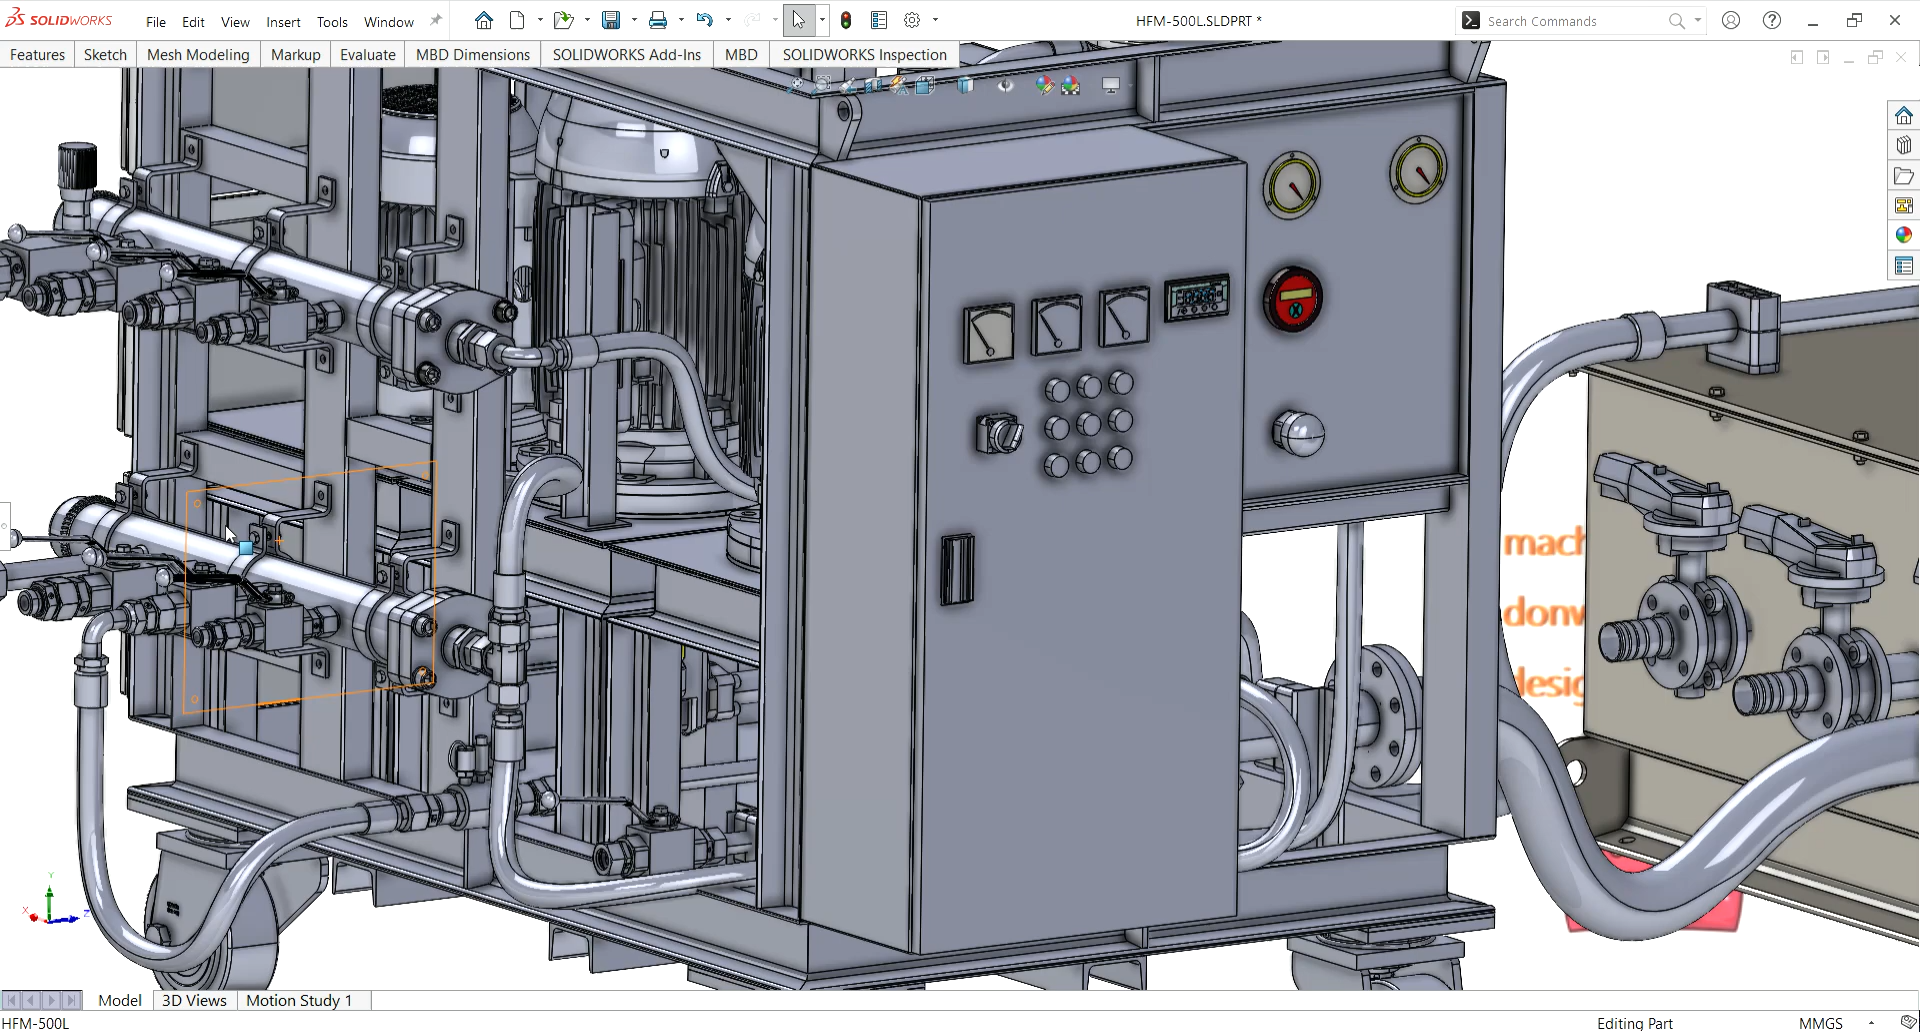 SOLIDWORKS File Edit View Insert Tools Window HFM-500L.SLDPRT * Search Commands
Features Sketch Mesh Modeling Markup Evaluate MBD Dimensions SOLIDWORKS Add-Ins MBD SOLIDWORKS Inspection
mach
donw
desig
Y
X
Z
Model 3D Views Motion Study 1
HFM-500L Editing Part MMGS